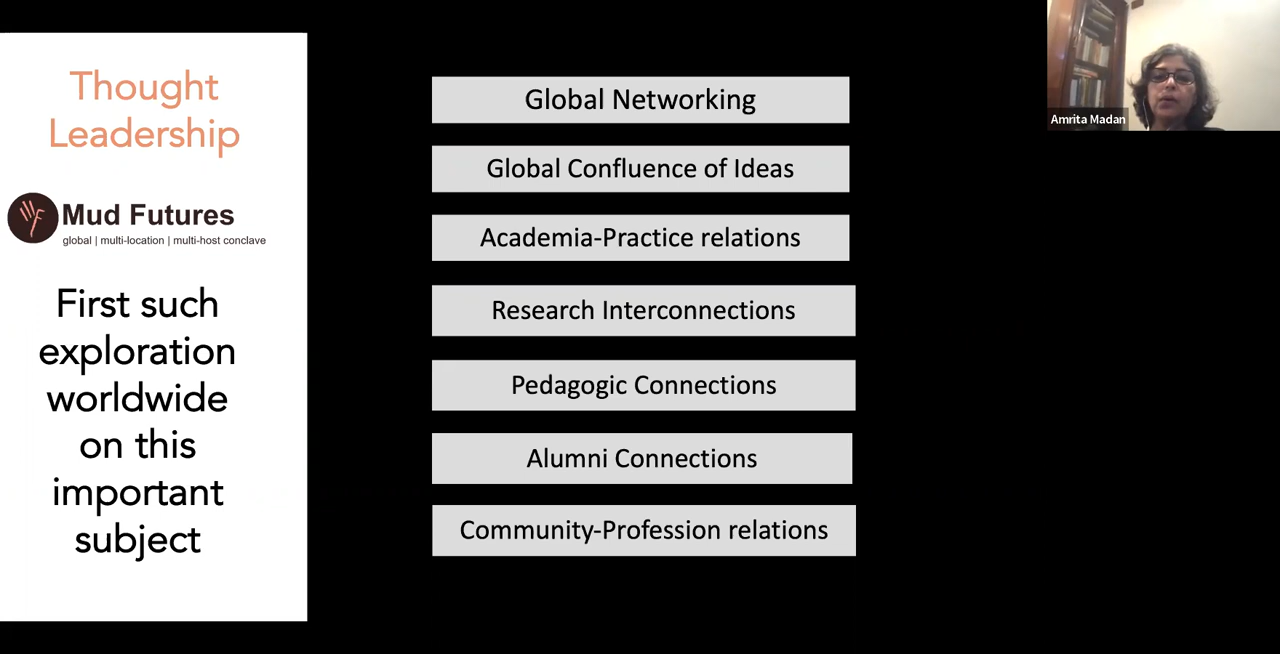 Thought
Leadership
Mud Futures
global | multi-location | multi-host conclave
First such
exploration
worldwide
on this
important
subject
Global Networking
Global Confluence of Ideas
Academia-Practice relations
Research Interconnections
Pedagogic Connections
Alumni Connections
Community-Profession relations
Amrita Madan